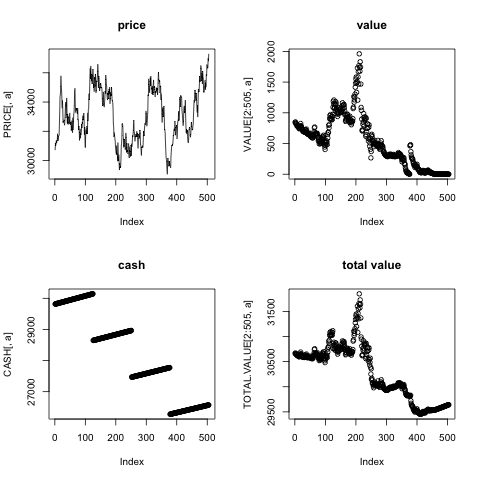 price
PRICE[, a]
30000 34000
0 100 200 300 400 500
Index
value
VALUE[2:505, a]
0 500 1000 1500 2000
0 100 200 300 400 500
Index
cash
CASH[, a]
27000 29000
0 100 200 300 400 500
Index
total value
TOTAL.VALUE[2:505, a]
29500 30500 31500
0 100 200 300 400 500
Index